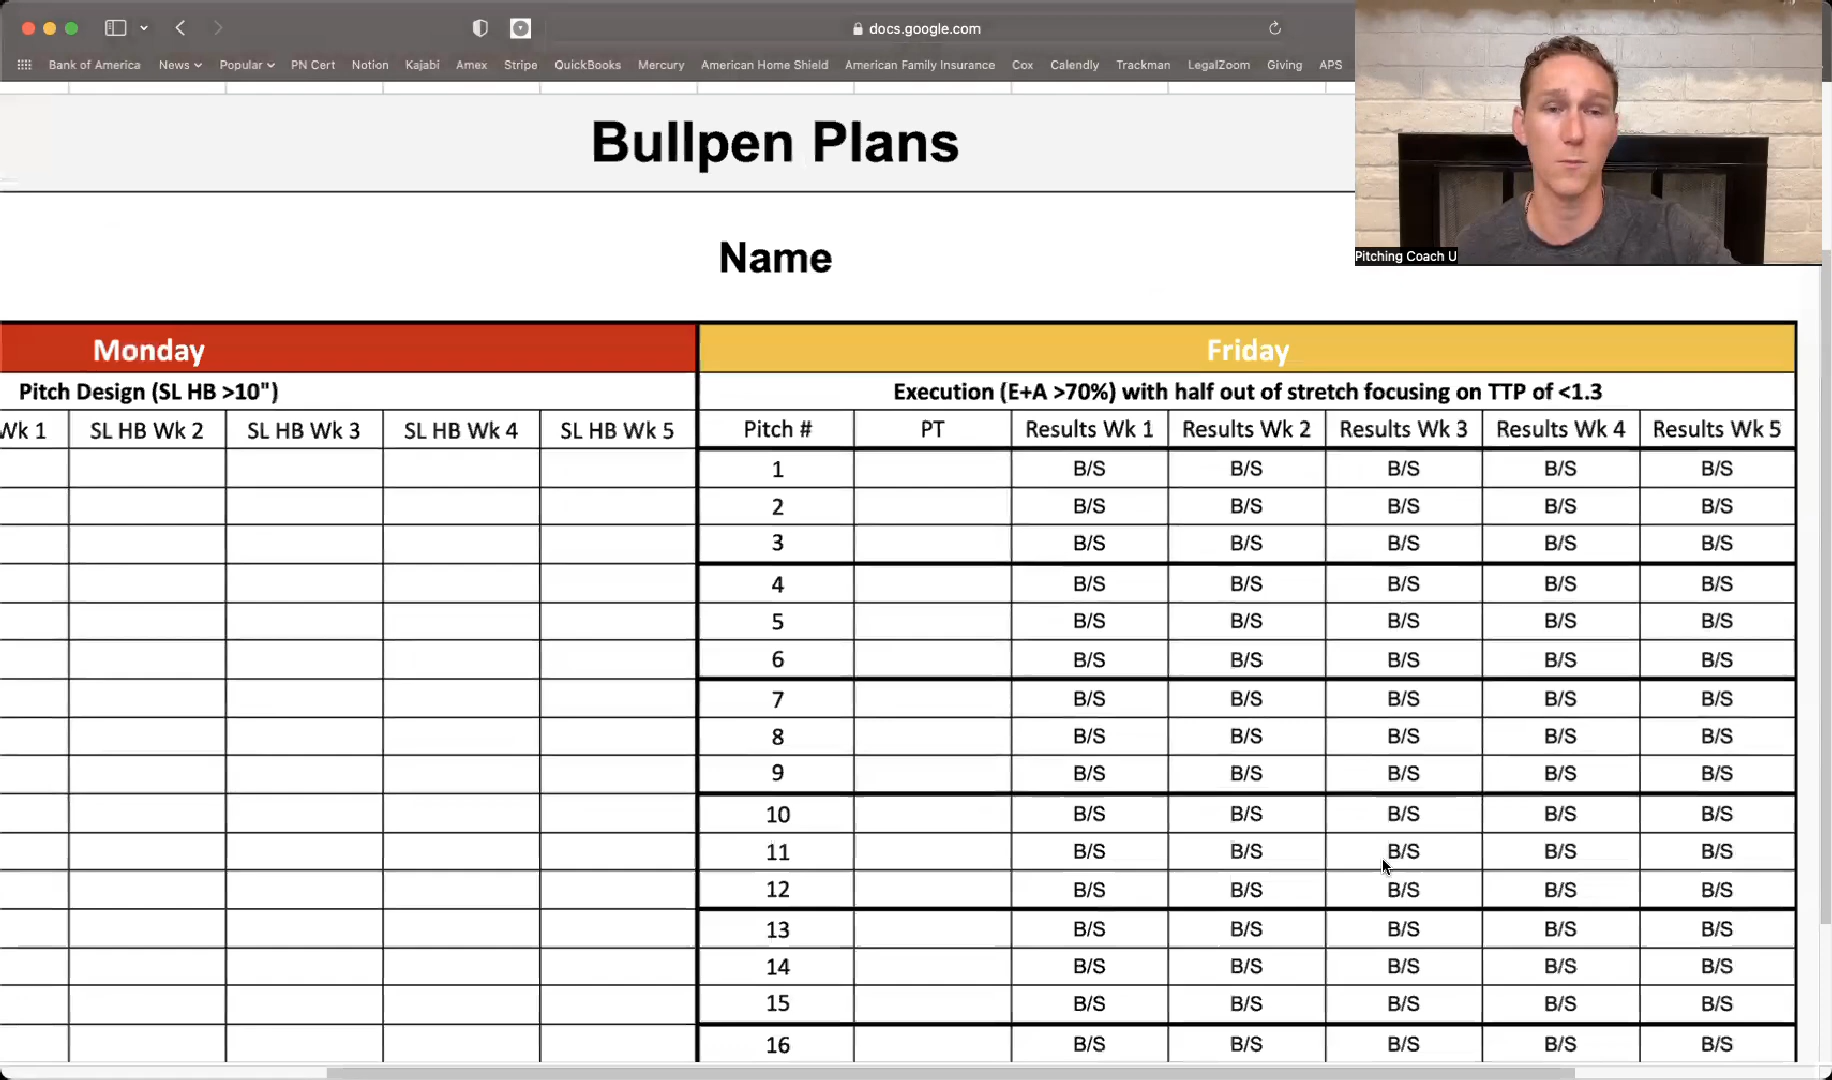 docs.google.com
Bank of America News Popular PN Cert Notion Kajabi Amex Stripe QuickBooks Mercury American Home Shield American Family Insurance Cox Calendly Trackman LegalZoom Giving APS
Pitching Coach U
Bullpen Plans
Name
Monday Friday
Pitch Design (SL HB >10") Execution (E+A >70%) with half out of stretch focusing on TTP of <1.3
Wk 1 SL HB Wk 2 SL HB Wk 3 SL HB Wk 4 SL HB Wk 5 Pitch # PT Results Wk 1 Results Wk 2 Results Wk 3 Results Wk 4 Results Wk 5
1 B/S B/S B/S B/S B/S
2 B/S B/S B/S B/S B/S
3 B/S B/S B/S B/S B/S
4 B/S B/S B/S B/S B/S
5 B/S B/S B/S B/S B/S
6 B/S B/S B/S B/S B/S
7 B/S B/S B/S B/S B/S
8 B/S B/S B/S B/S B/S
9 B/S B/S B/S B/S B/S
10 B/S B/S B/S B/S B/S
11 B/S B/S B/S B/S B/S
12 B/S B/S B/S B/S B/S
13 B/S B/S B/S B/S B/S
14 B/S B/S B/S B/S B/S
15 B/S B/S B/S B/S B/S
16 B/S B/S B/S B/S B/S